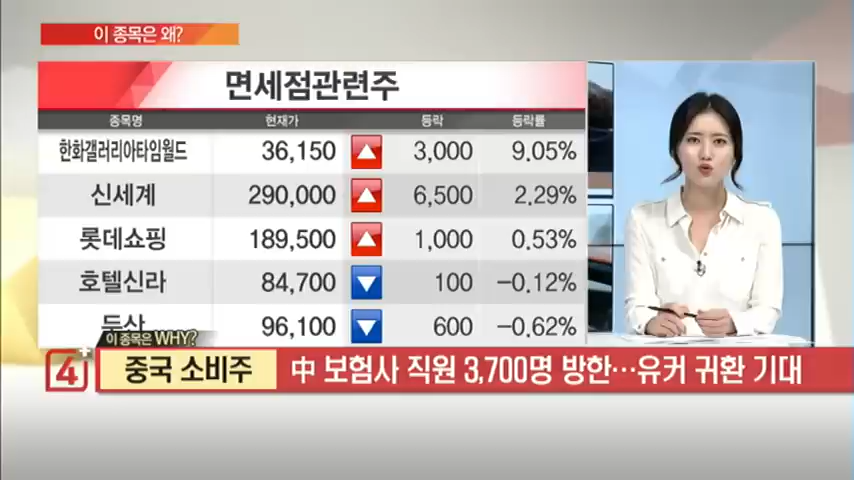 이 종목은 왜?
면세점관련주
종목명 현재가 등락 등락률
한화갤러리아타임월드 36,150 ▲ 3,000 9.05%
신세계 290,000 ▲ 6,500 2.29%
롯데쇼핑 189,500 ▲ 1,000 0.53%
호텔신라 84,700 ▼ 100 -0.12%
두산 96,100 ▼ 600 -0.62%
이 종목은 WHY?
4+ 중국 소비주 中 보험사 직원 3,700명 방한…유커 귀환 기대